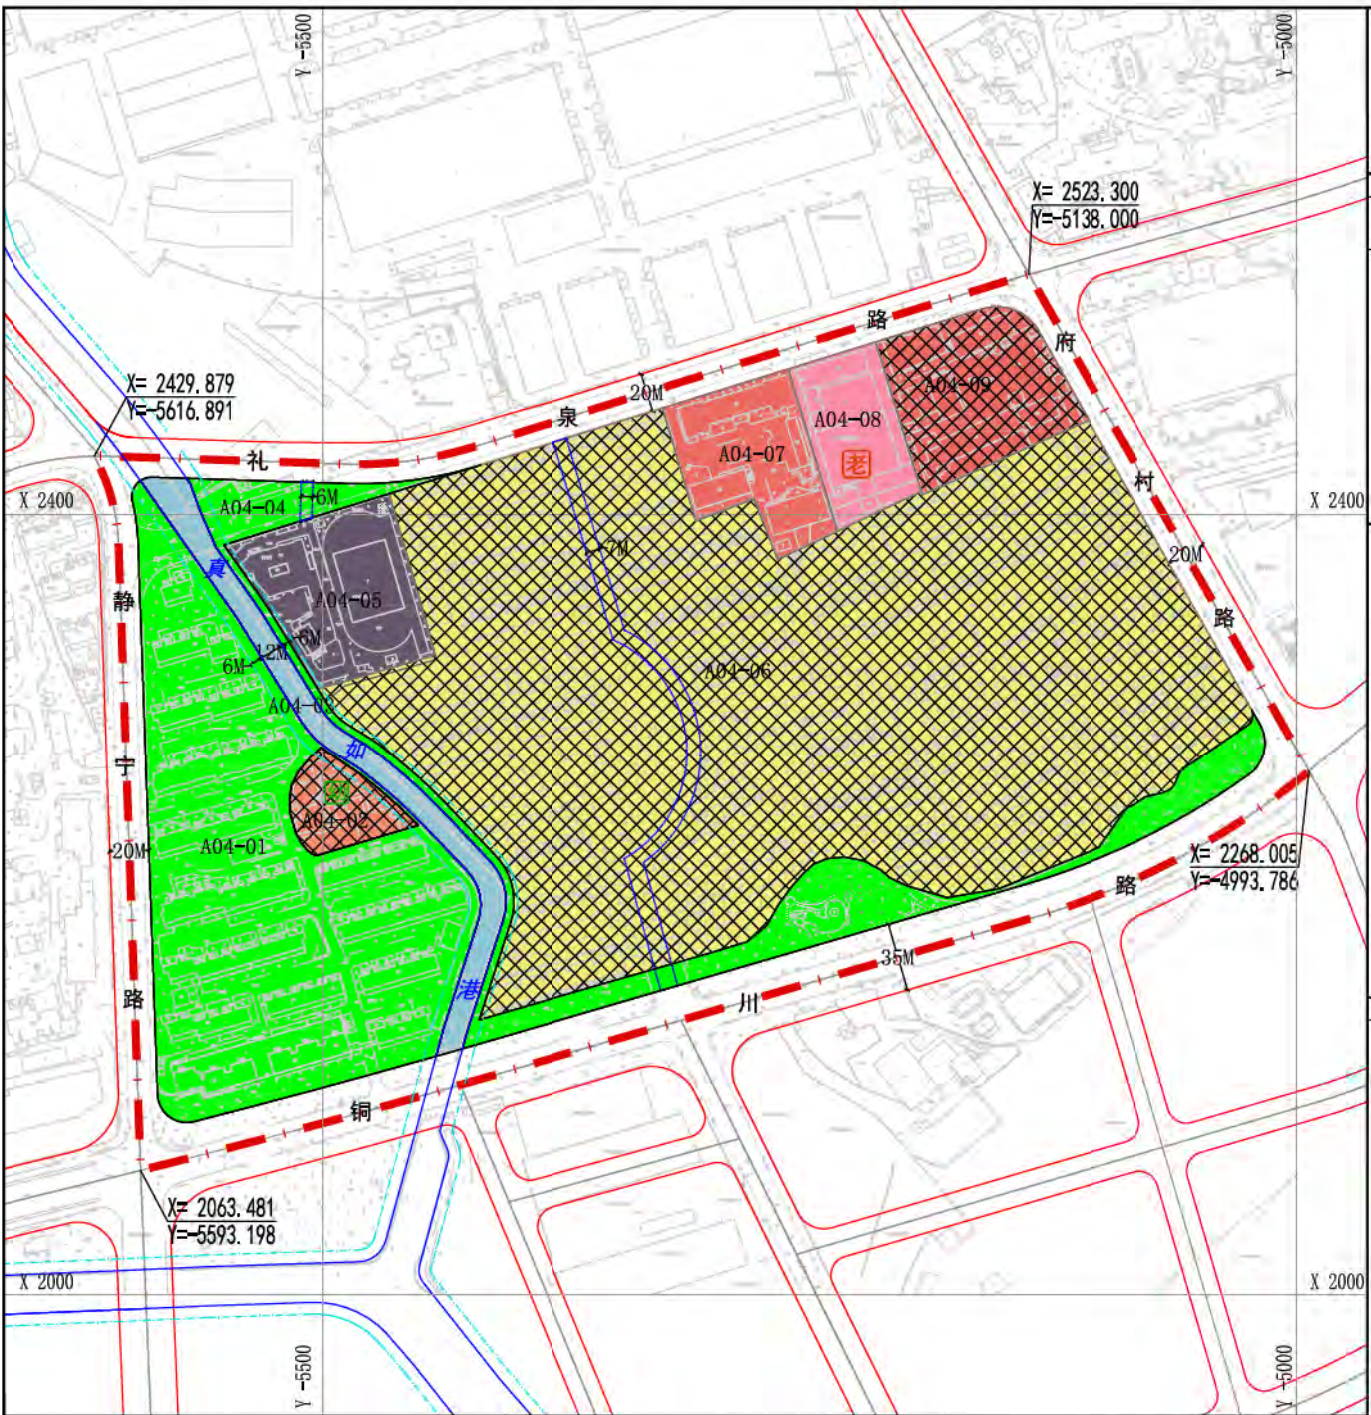 Y -5500
Y -5000
X= 2523.300
Y=-5138.000
路
府
X= 2429.879
Y=-5616.891
20M
泉
A04-09
A04-08
老
A04-07
礼
村
X 2400
A04-04
6M
X 2400
真
7M
20M
静
A04-05
路
6M
12M
6M
A04-06
A04-03
如
宁
幼
A04-02
A04-01
20M
X= 2268.005
Y=-4993.786
路
35M
路
港
川
铜
X= 2063.481
Y=-5593.198
X 2000
X 2000
Y -5500
Y -5000